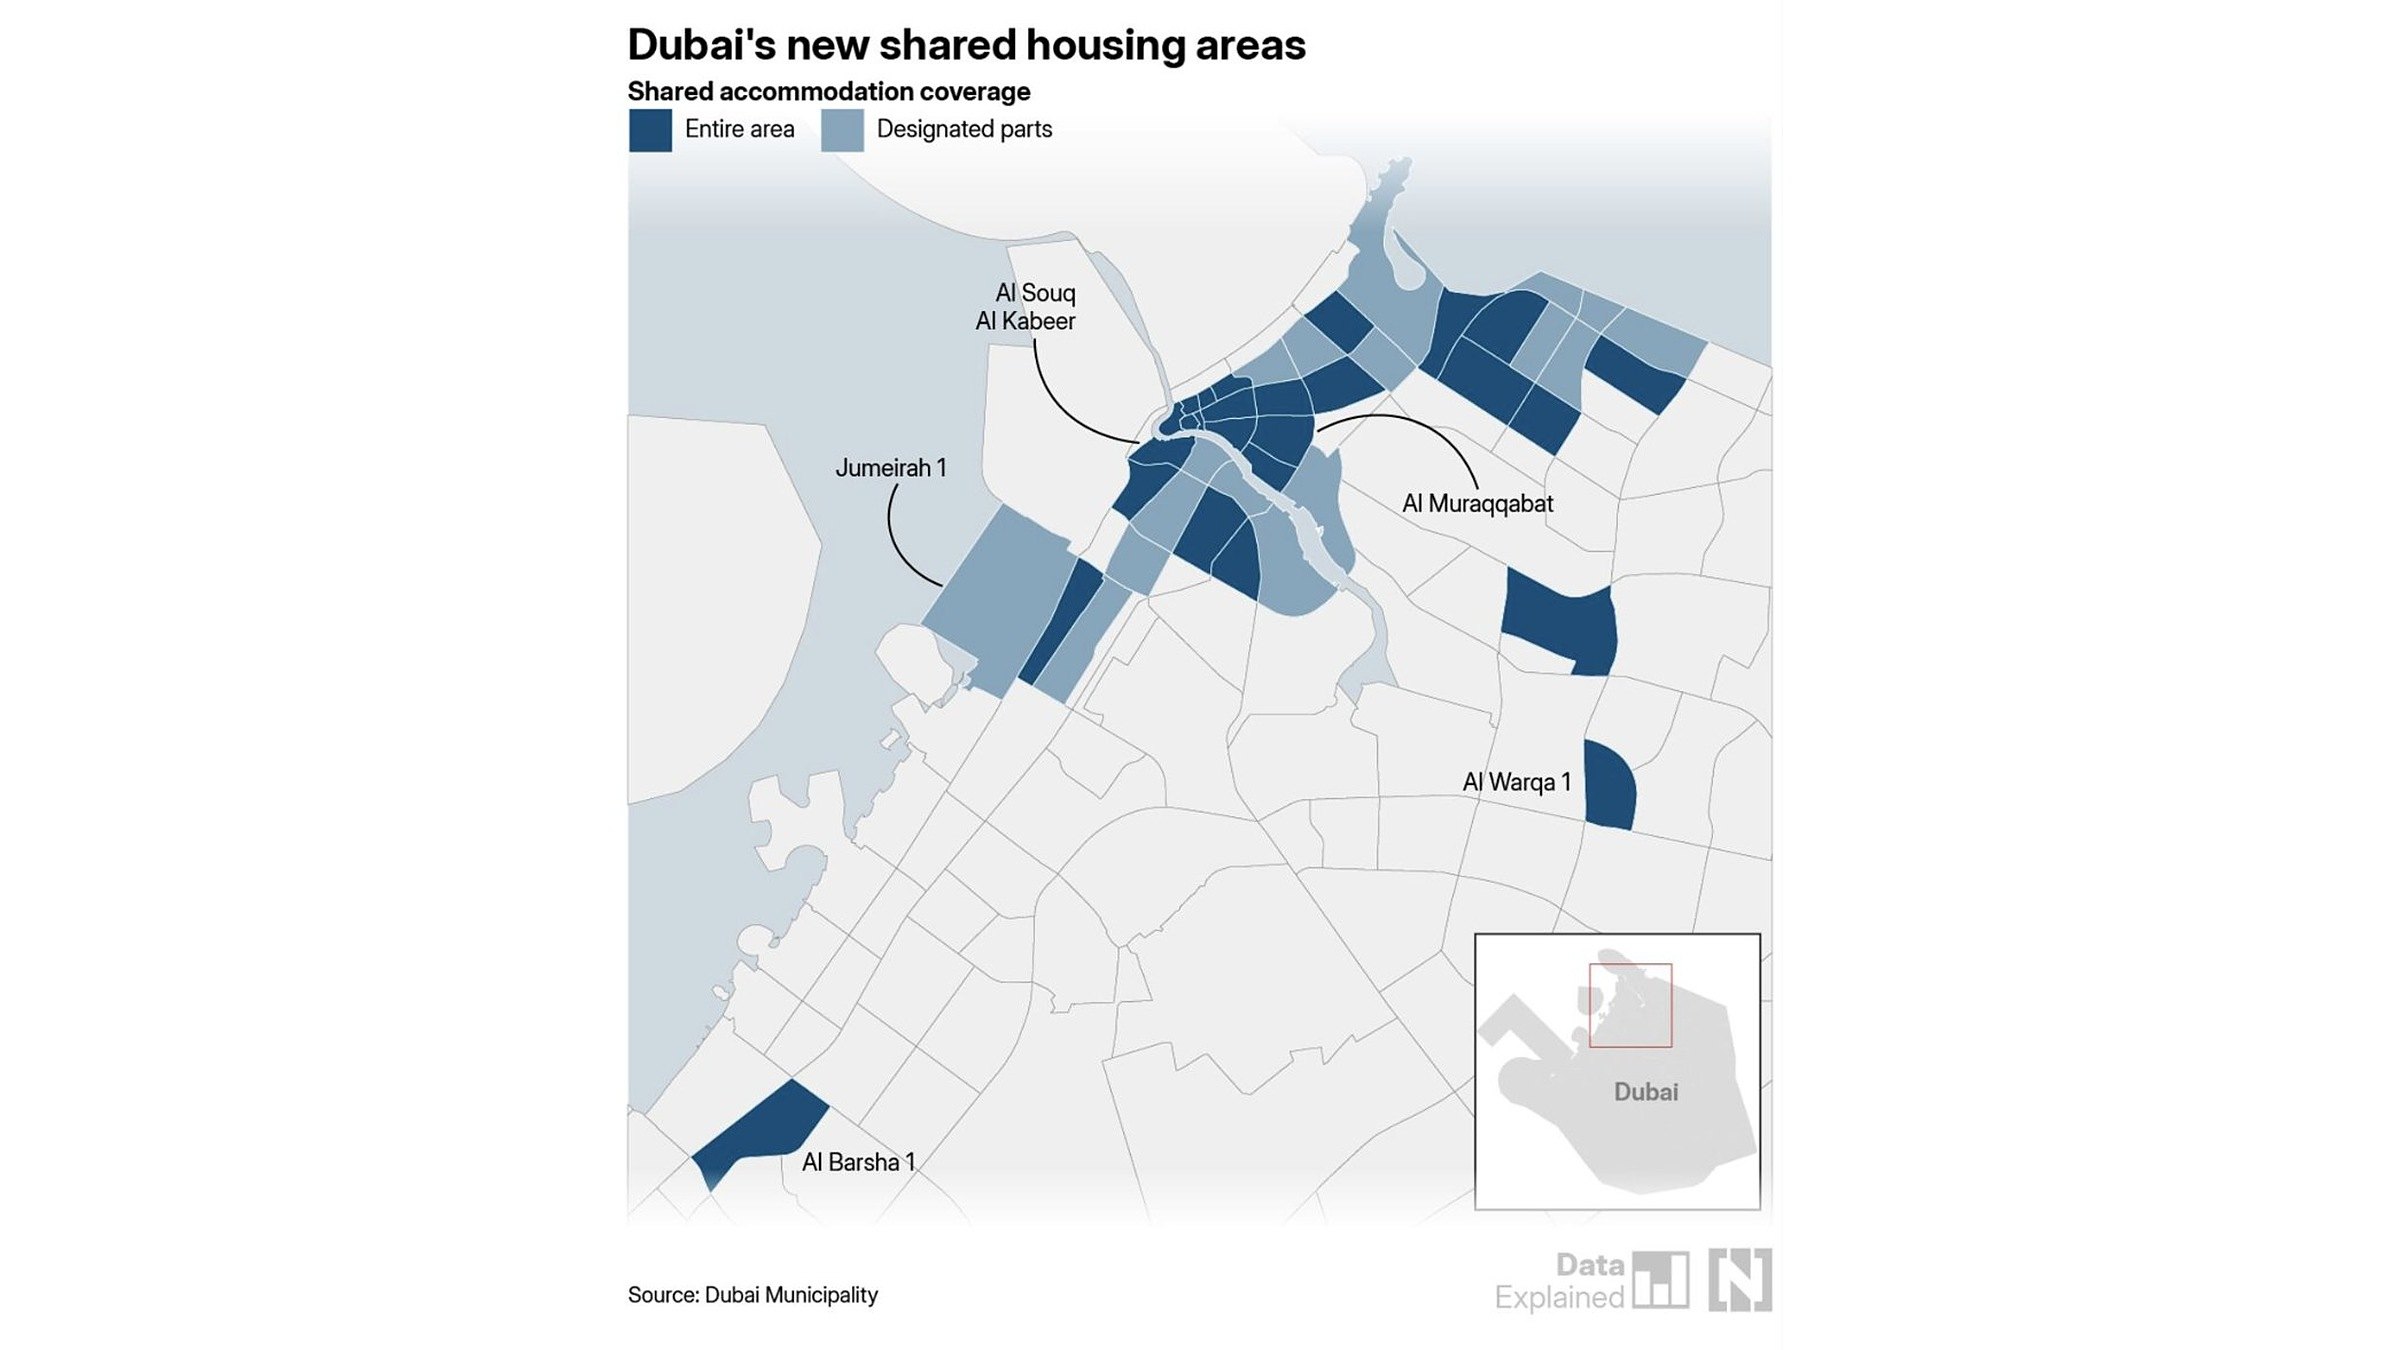 Dubai's new shared housing areas
Shared accommodation coverage
Entire area
Designated parts
Al Souq
Al Kabeer
Jumeirah 1
Al Muraqqabat
Al Warqa 1
Al Barsha 1
Dubai
Source: Dubai Municipality
Data
Explained
N